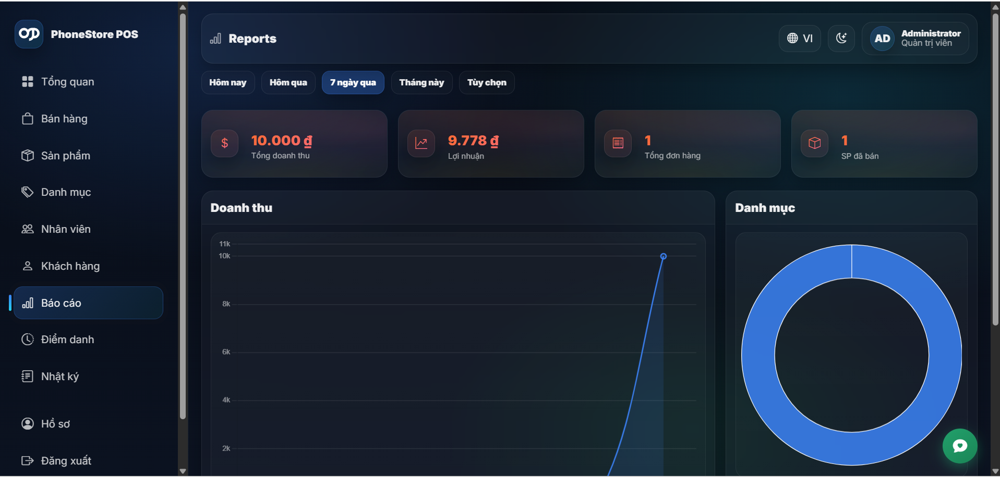 PhoneStore POS
Tổng quan
Bán hàng
Sản phẩm
Danh mục
Nhân viên
Khách hàng
Báo cáo
Điểm danh
Nhật ký
Hồ sơ
Đăng xuất
Reports
VI
AD
Administrator
Quản trị viên
Hôm nay
Hôm qua
7 ngày qua
Tháng này
Tùy chọn
$
10.000 ₫
Tổng doanh thu
9.778 ₫
Lợi nhuận
1
Tổng đơn hàng
1
SP đã bán
Doanh thu
11k
10k
8k
6k
4k
2k
Danh mục